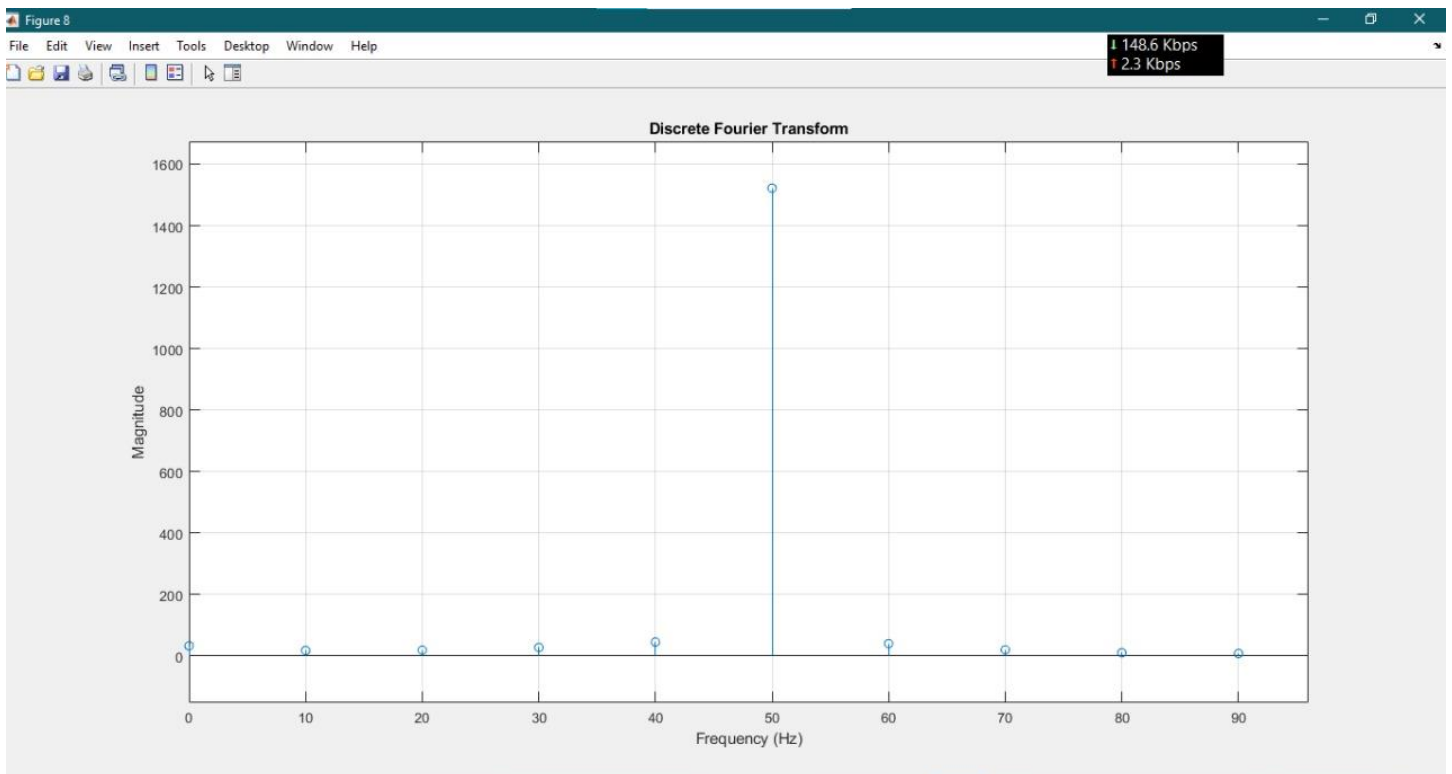 Figure 8
File Edit View Insert Tools Desktop Window Help
↓ 148.6 Kbps
↑ 2.3 Kbps
Discrete Fourier Transform
1600
1400
1200
1000
800
600
400
200
0
Magnitude
0 10 20 30 40 50 60 70 80 90
Frequency (Hz)